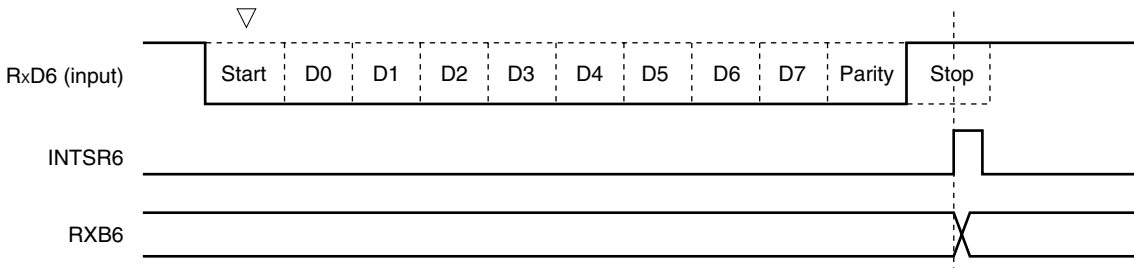 RxD6 (input) Start D0 D1 D2 D3 D4 D5 D6 D7 Parity Stop
INTSR6
RXB6